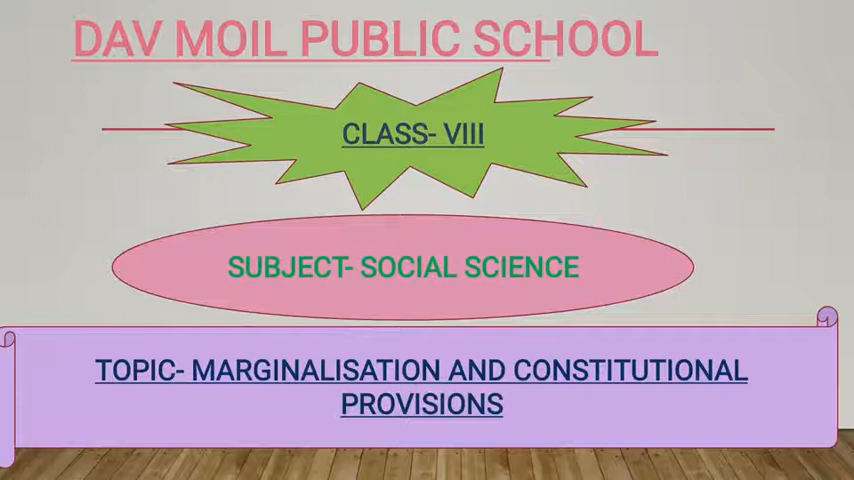 DAV MOIL PUBLIC SCHOOL
CLASS- VIII
SUBJECT- SOCIAL SCIENCE
TOPIC- MARGINALISATION AND CONSTITUTIONAL
PROVISIONS